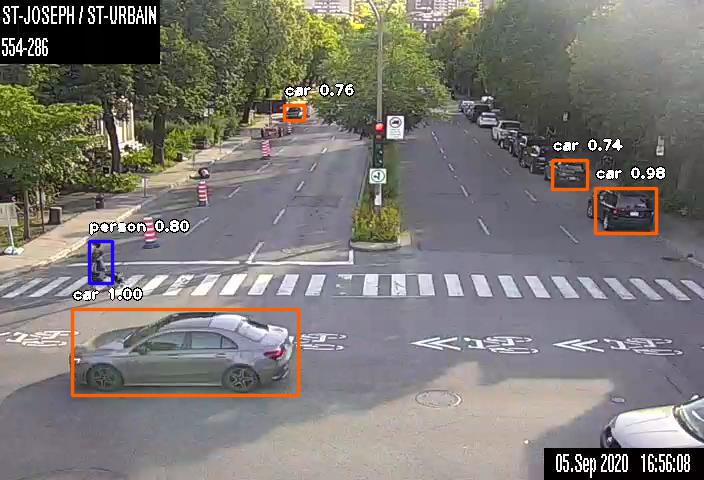 ST-JOSEPH / ST-URBAIN
554-286
car 0.76
car 0.74
car 0.98
person 0.80
car 1.00
05.Sep 2020 16:56:08